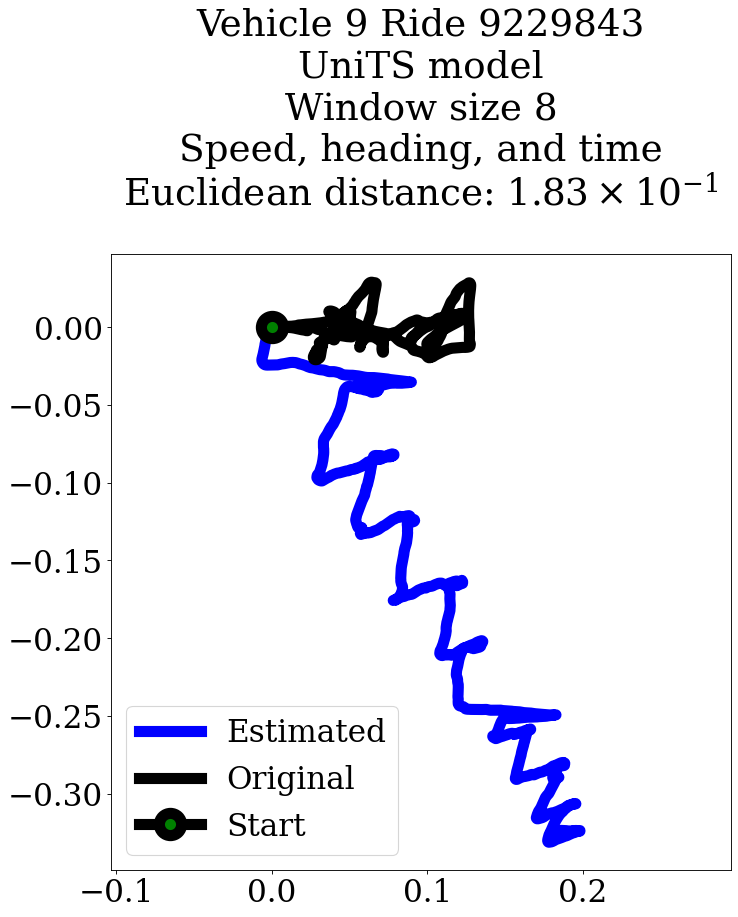 Vehicle 9 Ride 9229843
UniTS model
Window size 8
Speed, heading, and time
Euclidean distance: 1.83 × 10⁻¹
0.00
−0.05
−0.10
−0.15
−0.20
−0.25
−0.30
Estimated
Original
Start
−0.1
0.0
0.1
0.2